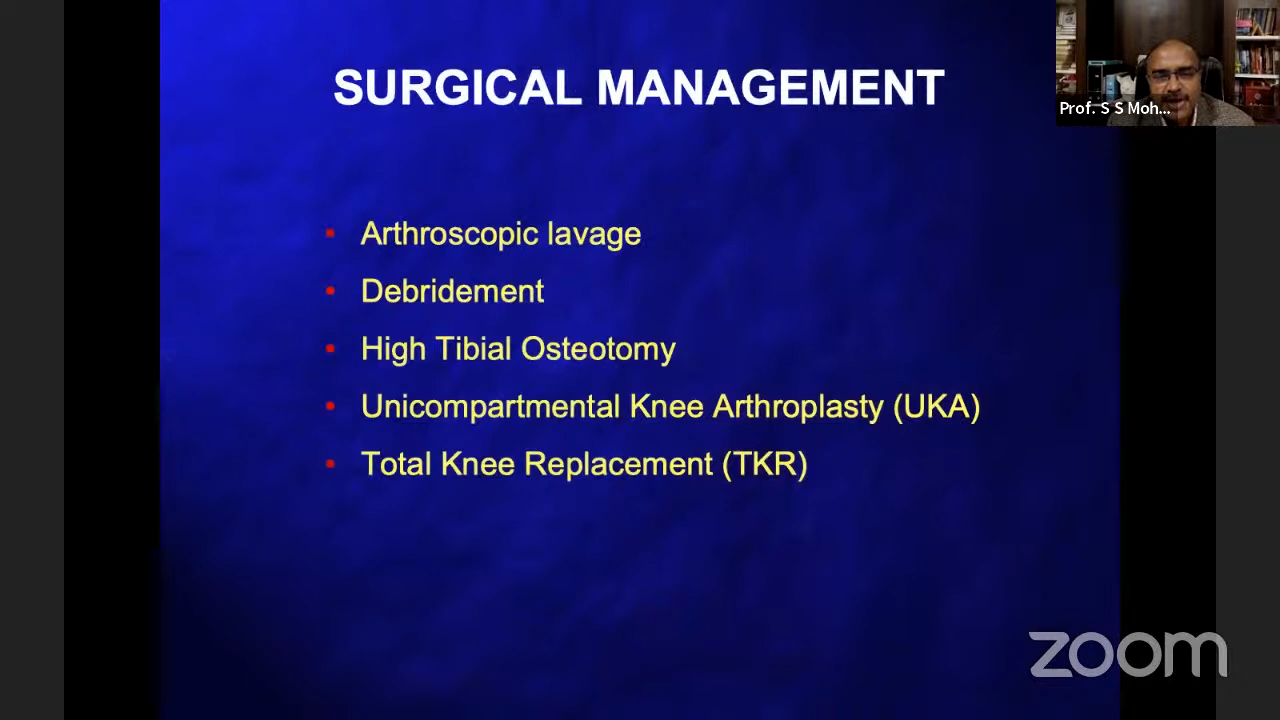 SURGICAL MANAGEMENT
Prof. S S Moh...
• Arthroscopic lavage
• Debridement
• High Tibial Osteotomy
• Unicompartmental Knee Arthroplasty (UKA)
• Total Knee Replacement (TKR)
zoom